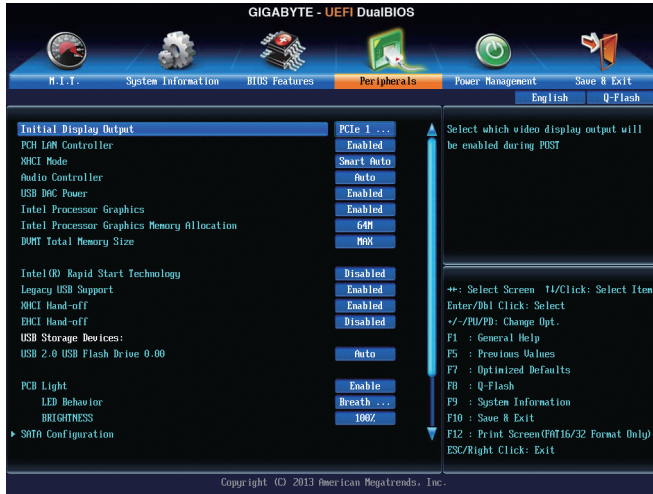 GIGABYTE - UEFI DualBIOS
M.I.T. System Information BIOS Features Peripherals Power Management Save & Exit
English Q-Flash
Initial Display Output PCIe 1 ...
PCH LAN Controller Enabled
XHCI Mode Smart Auto
Audio Controller Auto
USB DAC Power Enabled
Intel Processor Graphics Enabled
Intel Processor Graphics Memory Allocation 64M
DVMT Total Memory Size MAX
Intel(R) Rapid Start Technology Disabled
Legacy USB Support Enabled
XHCI Hand-off Enabled
EHCI Hand-off Disabled
USB Storage Devices:
USB 2.0 USB Flash Drive 0.00 Auto
PCB Light Enable
LED Behavior Breath ...
BRIGHTNESS 100%
SATA Configuration
Select which video display output will
be enabled during POST
→←: Select Screen ↑↓/Click: Select Item
Enter/Dbl Click: Select
+/-/PU/PD: Change Opt.
F1 : General Help
F5 : Previous Values
F7 : Optimized Defaults
F8 : Q-Flash
F9 : System Information
F10 : Save & Exit
F12 : Print Screen(FAT16/32 Format Only)
ESC/Right Click: Exit
Copyright (C) 2013 American Megatrends, Inc.